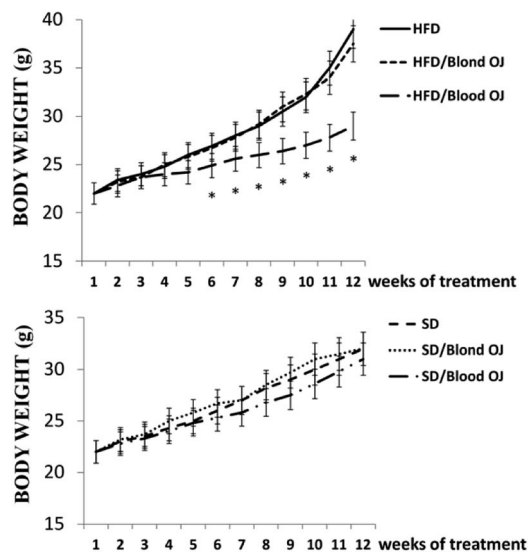 40
35
30
25
20
15
BODY WEIGHT (g)
HFD
HFD/Blond OJ
HFD/Blood OJ
* * * * * * *
1 2 3 4 5 6 7 8 9 10 11 12 weeks of treatment
35
30
25
20
15
BODY WEIGHT (g)
SD
SD/Blond OJ
SD/Blood OJ
1 2 3 4 5 6 7 8 9 10 11 12 weeks of treatment